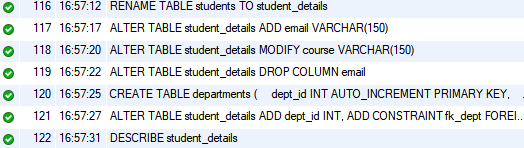 116 16:57:12 RENAME TABLE students TO student_details
117 16:57:17 ALTER TABLE student_details ADD email VARCHAR(150)
118 16:57:20 ALTER TABLE student_details MODIFY course VARCHAR(150)
119 16:57:22 ALTER TABLE student_details DROP COLUMN email
120 16:57:25 CREATE TABLE departments ( dept_id INT AUTO_INCREMENT PRIMARY KEY,
121 16:57:27 ALTER TABLE student_details ADD dept_id INT, ADD CONSTRAINT fk_dept FOREI...
122 16:57:31 DESCRIBE student_details